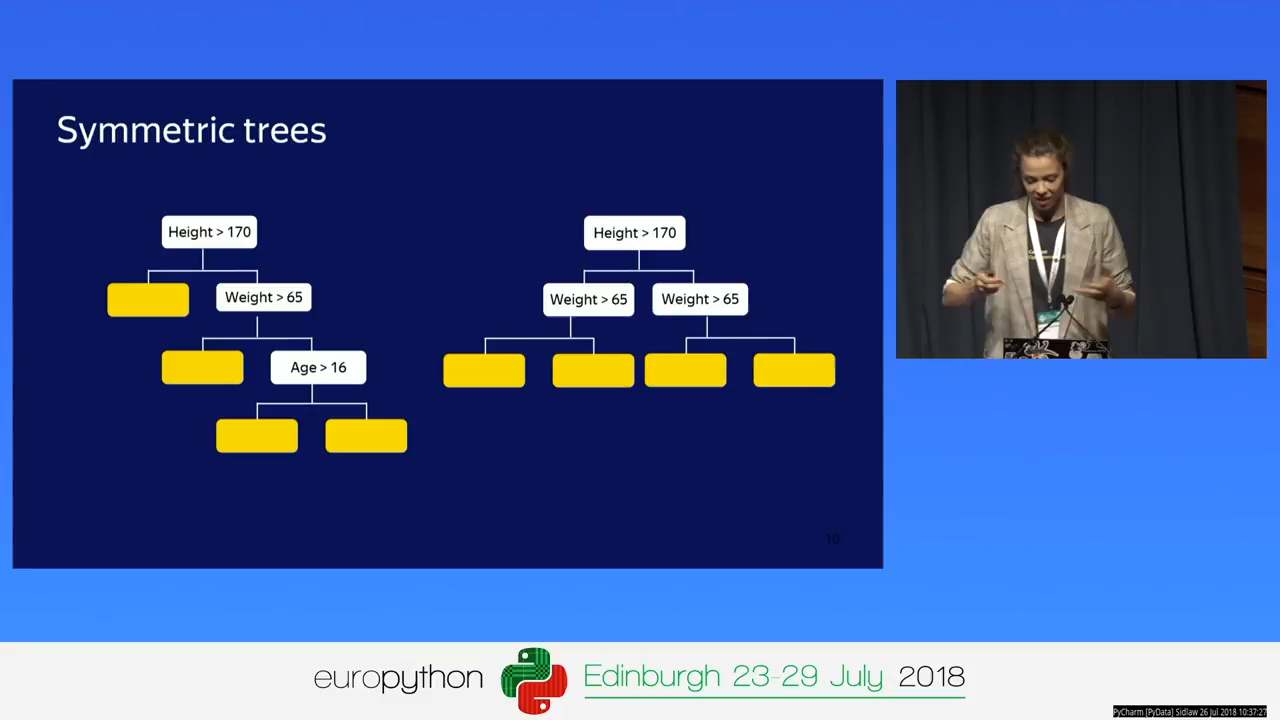 Symmetric trees
Height > 170
Weight > 65
Age > 16
Height > 170
Weight > 65
Weight > 65
10
europython
Edinburgh 23-29 July 2018
PyCharm [PyData] Sidlaw 26 Jul 2018 10:37:27